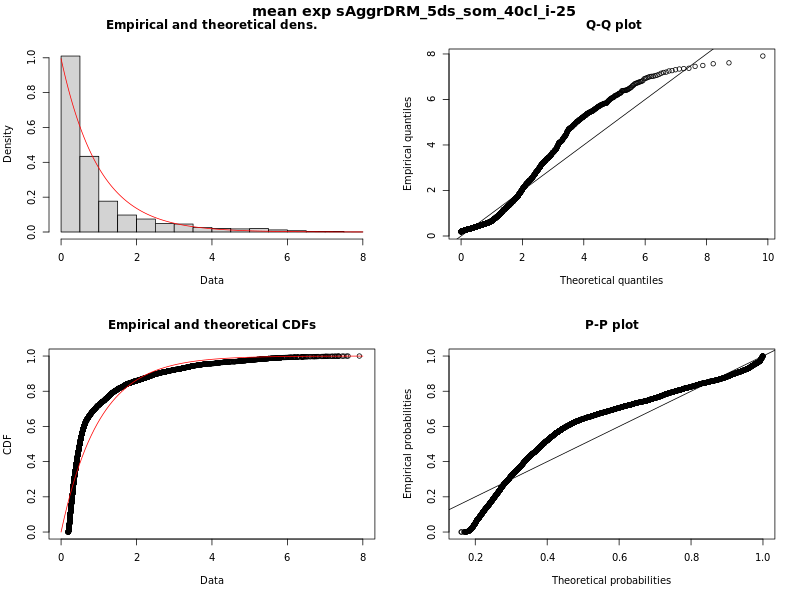 mean exp sAggrDRM_5ds_som_40cl_i-25
Empirical and theoretical dens.
Density
0.0 0.2 0.4 0.6 0.8 1.0
0 2 4 6 8
Data
Q-Q plot
Empirical quantiles
0 2 4 6 8
0 2 4 6 8 10
Theoretical quantiles
Empirical and theoretical CDFs
CDF
0.0 0.2 0.4 0.6 0.8 1.0
0 2 4 6 8
Data
P-P plot
Empirical probabilities
0.0 0.2 0.4 0.6 0.8 1.0
0.2 0.4 0.6 0.8 1.0
Theoretical probabilities